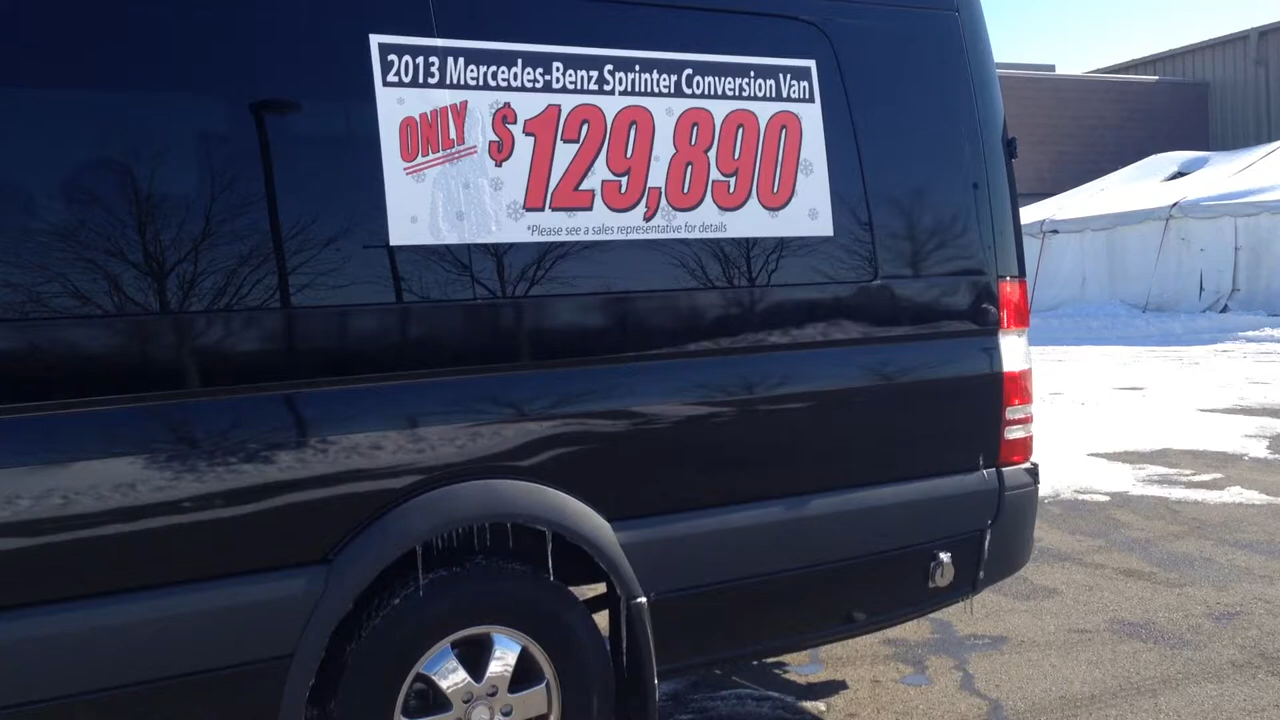 2013 Mercedes-Benz Sprinter Conversion Van
ONLY $129,890
*Please see a sales representative for details